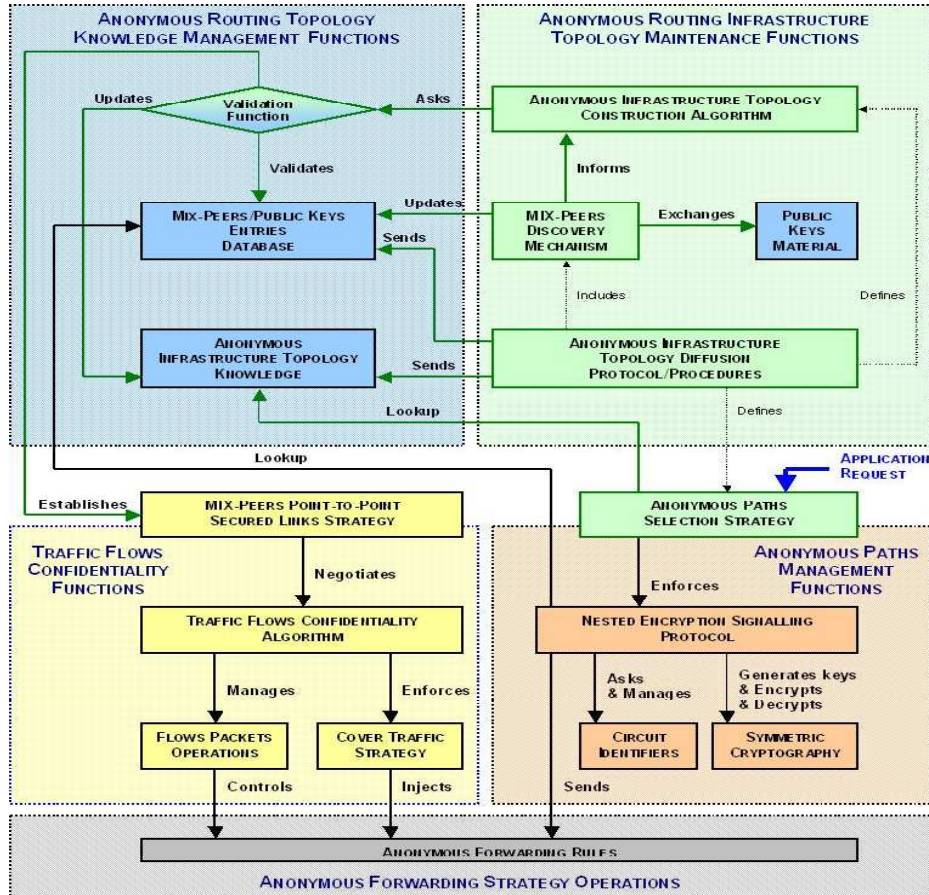 ANONYMOUS ROUTING TOPOLOGY
KNOWLEDGE MANAGEMENT FUNCTIONS
ANONYMOUS ROUTING INFRASTRUCTURE
TOPOLOGY MAINTENANCE FUNCTIONS
Updates
Validation
Function
Asks
ANONYMOUS INFRASTRUCTURE TOPOLOGY
CONSTRUCTION ALGORITHM
Validates
Informs
MIX-PEERS/PUBLIC KEYS
ENTRIES
DATABASE
Updates
Sends
MIX-PEERS
DISCOVERY
MECHANISM
Exchanges
PUBLIC
KEYS
MATERIAL
Includes
Defines
ANONYMOUS
INFRASTRUCTURE TOPOLOGY
KNOWLEDGE
Sends
ANONYMOUS INFRASTRUCTURE
TOPOLOGY DIFFUSION
PROTOCOL/PROCEDURES
Lookup
Defines
Lookup
APPLICATION
REQUEST
Establishes
MIX-PEERS POINT-TO-POINT
SECURED LINKS STRATEGY
ANONYMOUS PATHS
SELECTION STRATEGY
TRAFFIC FLOWS
CONFIDENTIALITY
FUNCTIONS
Negotiates
Enforces
ANONYMOUS PATHS
MANAGEMENT
FUNCTIONS
TRAFFIC FLOWS CONFIDENTIALITY
ALGORITHM
NESTED ENCRYPTION SIGNALLING
PROTOCOL
Manages
Enforces
Asks
& Manages
Generates keys
& Encrypts
& Decrypts
FLOWS PACKETS
OPERATIONS
COVER TRAFFIC
STRATEGY
CIRCUIT
IDENTIFIERS
SYMMETRIC
CRYPTOGRAPHY
Controls
Injects
Sends
ANONYMOUS FORWARDING RULES
ANONYMOUS FORWARDING STRATEGY OPERATIONS